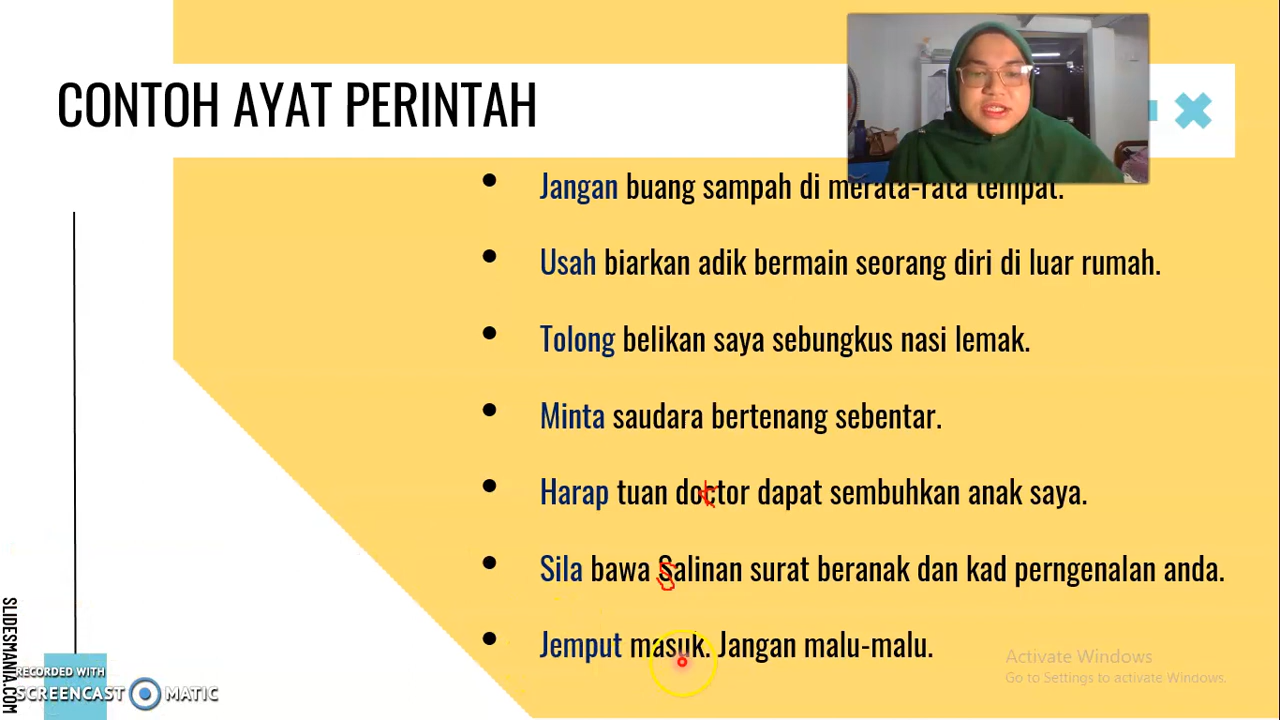 CONTOH AYAT PERINTAH
Jangan buang sampah di merata-rata tempat.
Usah biarkan adik bermain seorang diri di luar rumah.
Tolong belikan saya sebungkus nasi lemak.
Minta saudara bertenang sebentar.
Harap tuan doctor dapat sembuhkan anak saya.
Sila bawa Salinan surat beranak dan kad perngenalan anda.
Jemput masuk. Jangan malu-malu.
Activate Windows
Go to Settings to activate Windows.
SLIDESMANIA.COM
RECORDED WITH
SCREENCAST MATIC